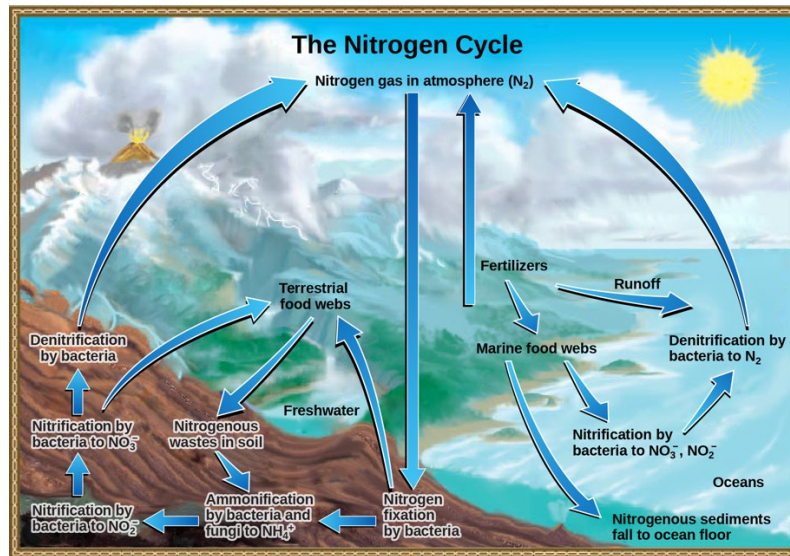 The Nitrogen Cycle
Nitrogen gas in atmosphere (N₂)
Fertilizers
Runoff
Terrestrial
food webs
Denitrification
by bacteria
Marine food webs
Denitrification by
bacteria to N₂
Freshwater
Nitrification by
bacteria to NO₃⁻
Nitrogenous
wastes in soil
Nitrification by
bacteria to NO₃⁻, NO₂⁻
Oceans
Nitrification by
bacteria to NO₂⁻
Ammonification
by bacteria and
fungi to NH₄⁺
Nitrogen
fixation
by bacteria
Nitrogenous sediments
fall to ocean floor